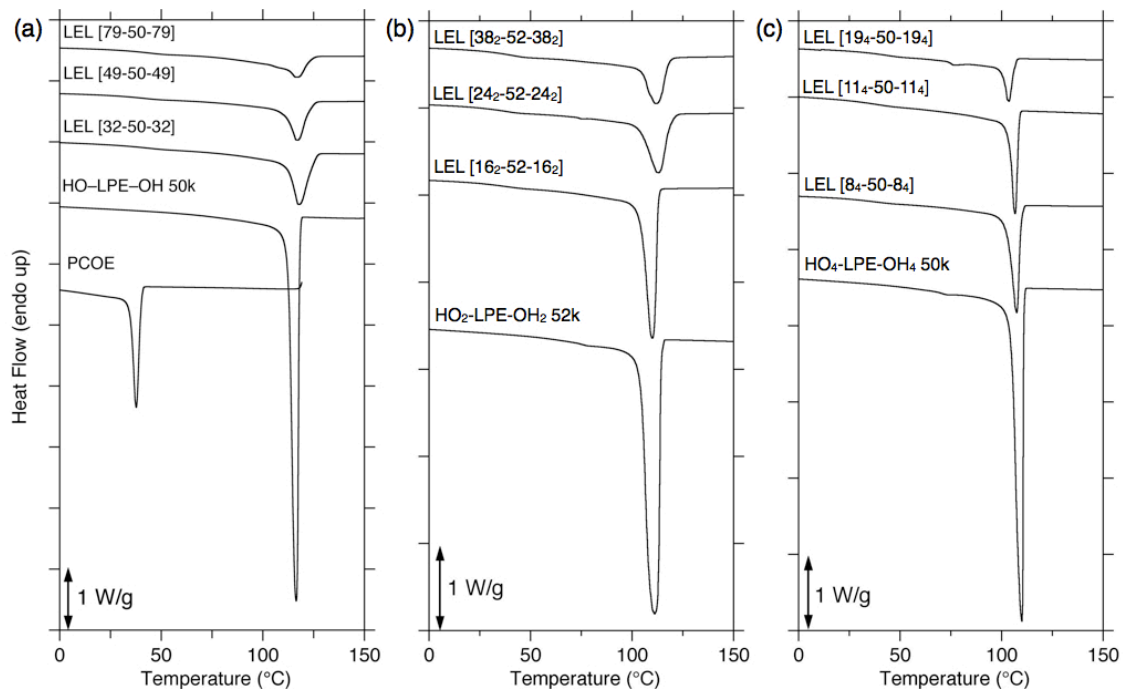 (a)
LEL [79-50-79]
LEL [49-50-49]
LEL [32-50-32]
HO–LPE–OH 50k
PCOE
1 W/g
Heat Flow (endo up)
0 50 100 150
Temperature (°C)
(b)
LEL [38₂-52-38₂]
LEL [24₂-52-24₂]
LEL [16₂-52-16₂]
HO₂-LPE-OH₂ 52k
1 W/g
0 50 100 150
Temperature (°C)
(c)
LEL [19₄-50-19₄]
LEL [11₄-50-11₄]
LEL [8₄-50-8₄]
HO₄-LPE-OH₄ 50k
1 W/g
0 50 100 150
Temperature (°C)